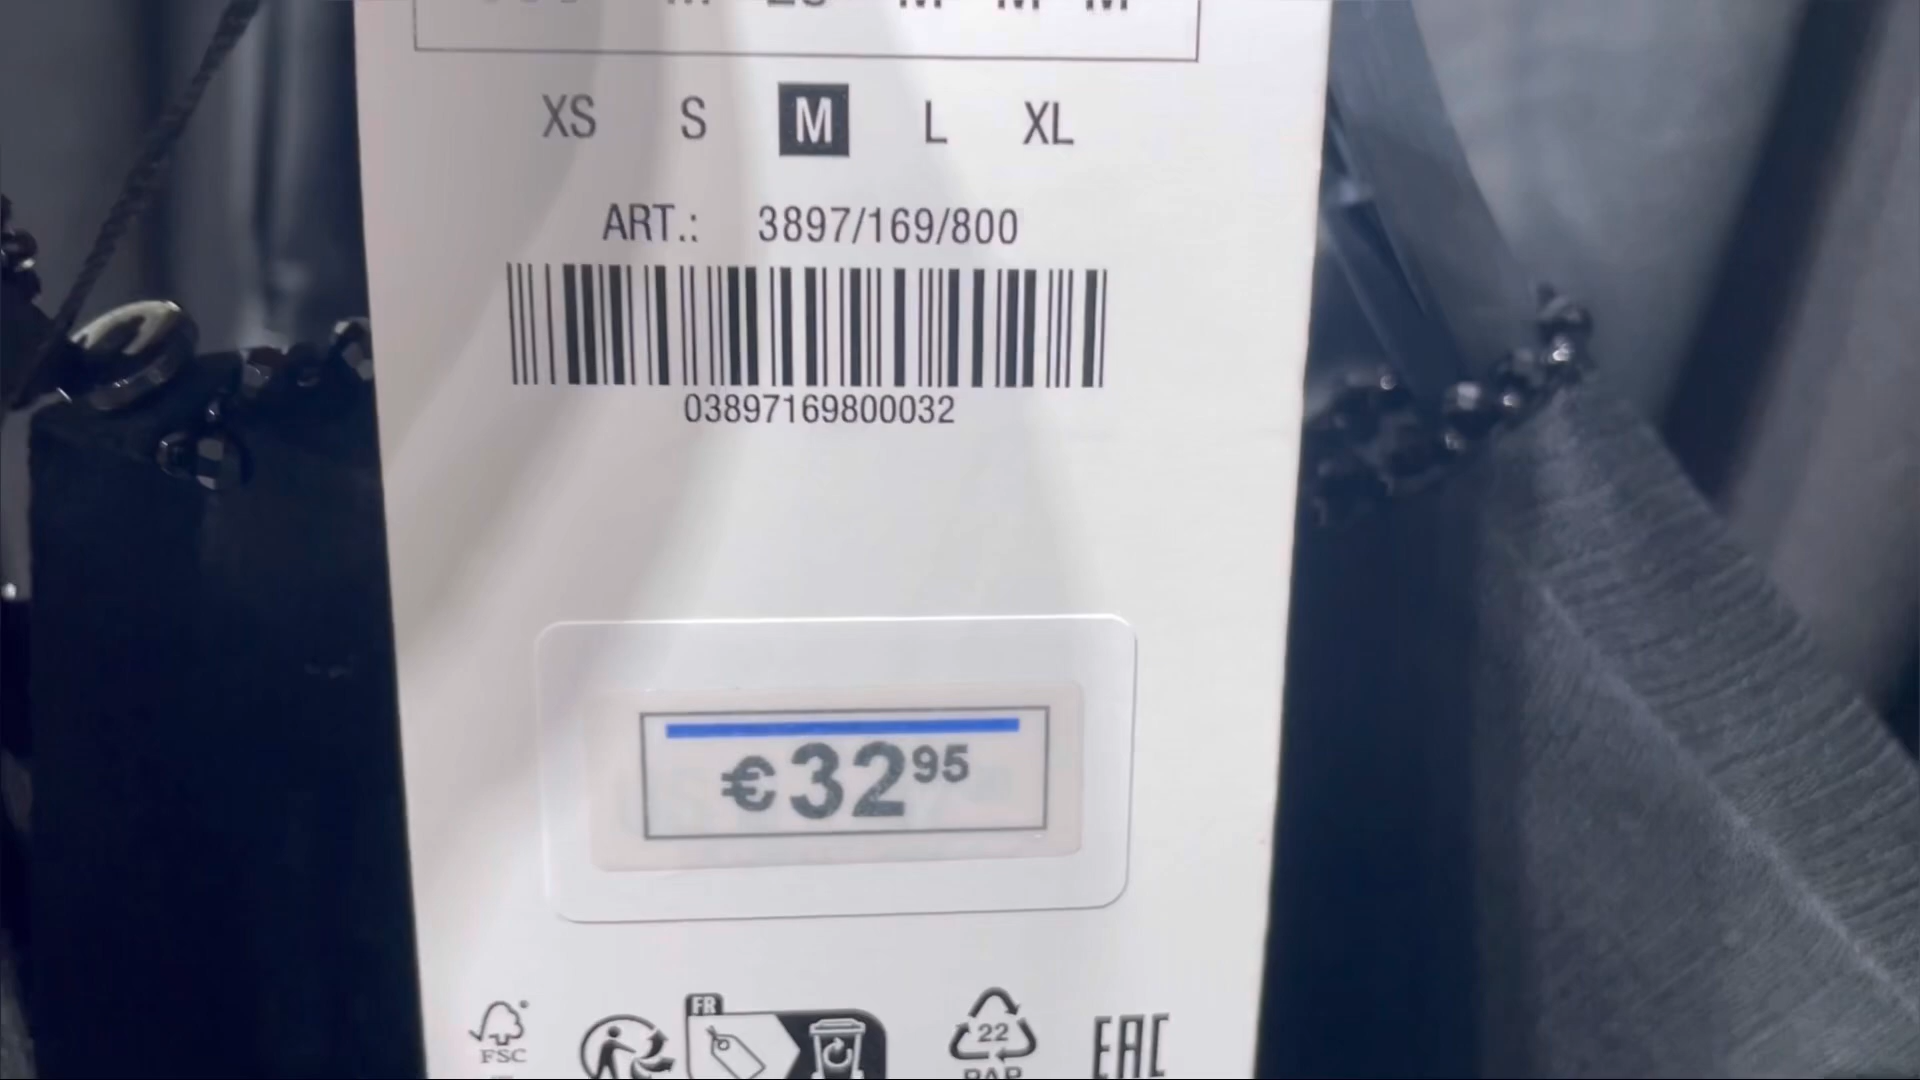 XS S M L XL
ART.: 3897/169/800
03897169800032
€3295
FR
FSC
22
PAP
EAC